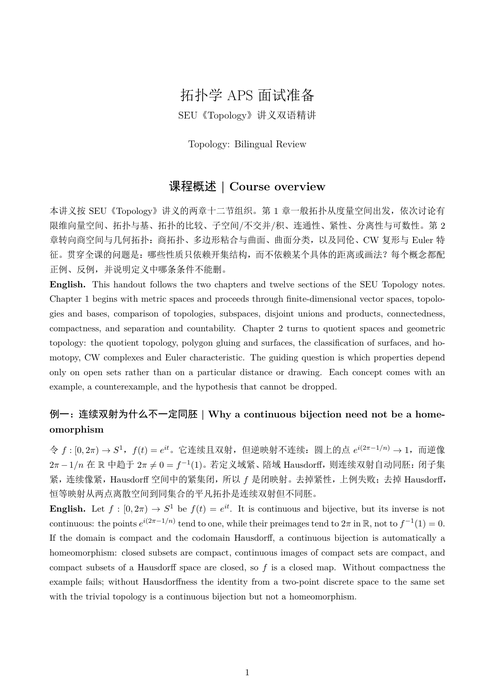 拓扑学 APS 面试准备
SEU《Topology》讲义双语精讲
Topology: Bilingual Review
课程概述 | Course overview
本讲义按 SEU《Topology》讲义的两章十二节组织。第 1 章一般拓扑从度量空间出发，依次讨论有
限维向量空间、拓扑与基、拓扑的比较、子空间/不交并/积、连通性、紧性、分离性与可数性。第 2
章转向商空间与几何拓扑：商拓扑、多边形粘合与曲面、曲面分类，以及同伦、CW 复形与 Euler 特
征。贯穿全课的问题是：哪些性质只依赖开集结构，而不依赖某个具体的距离或画法？每个概念都配
正例、反例，并说明定义中哪条条件不能删。
English. This handout follows the two chapters and twelve sections of the SEU Topology notes.
Chapter 1 begins with metric spaces and proceeds through finite-dimensional vector spaces, topolo-
gies and bases, comparison of topologies, subspaces, disjoint unions and products, connectedness,
compactness, and separation and countability. Chapter 2 turns to quotient spaces and geometric
topology: the quotient topology, polygon gluing and surfaces, the classification of surfaces, and ho-
motopy, CW complexes and Euler characteristic. The guiding question is which properties depend
only on open sets rather than on a particular distance or drawing. Each concept comes with an
example, a counterexample, and the hypothesis that cannot be dropped.
例一：连续双射为什么不一定同胚 | Why a continuous bijection need not be a home-
omorphism
令 f : [0, 2π) → S¹，f(t) = e^{it}。它连续且双射，但逆映射不连续：圆上的点 e^{i(2π−1/n)} → 1，而逆像
2π − 1/n 在 ℝ 中趋于 2π ≠ 0 = f⁻¹(1)。若定义域紧、陪域 Hausdorff，则连续双射自动同胚：闭子集
紧，连续像紧，Hausdorff 空间中的紧集闭，所以 f 是闭映射。去掉紧性，上例失败；去掉 Hausdorff，
恒等映射从两点离散空间到同集合的平凡拓扑是连续双射但不同胚。
English. Let f : [0, 2π) → S¹ be f(t) = e^{it}. It is continuous and bijective, but its inverse is not
continuous: the points e^{i(2π−1/n)} tend to one, while their preimages tend to 2π in ℝ, not to f⁻¹(1) = 0.
If the domain is compact and the codomain Hausdorff, a continuous bijection is automatically a
homeomorphism: closed subsets are compact, continuous images of compact sets are compact, and
compact subsets of a Hausdorff space are closed, so f is a closed map. Without compactness the
example fails; without Hausdorffness the identity from a two-point discrete space to the same set
with the trivial topology is a continuous bijection but not a homeomorphism.
1